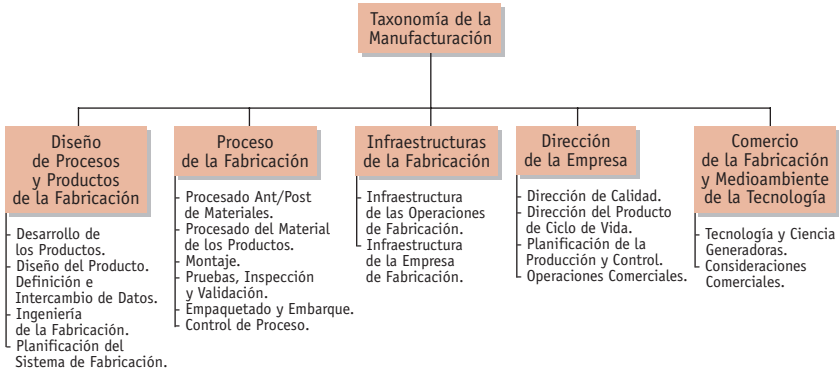 Taxonomía de la
Manufacturación
Diseño
de Procesos
y Productos
de la Fabricación
- Desarrollo de
los Productos.
- Diseño del Producto.
Definición e
Intercambio de Datos.
- Ingeniería
de la Fabricación.
- Planificación del
Sistema de Fabricación.
Proceso
de la Fabricación
- Procesado Ant/Post
de Materiales.
- Procesado del Material
de los Productos.
- Montaje.
- Pruebas, Inspección
y Validación.
- Empaquetado y Embarque.
- Control de Proceso.
Infraestructuras
de la Fabricación
- Infraestructura
de las Operaciones
de Fabricación.
- Infraestructura
de la Empresa
de Fabricación.
Dirección
de la Empresa
- Dirección de Calidad.
- Dirección del Producto
de Ciclo de Vida.
- Planificación de la
Producción y Control.
- Operaciones Comerciales.
Comercio
de la Fabricación
y Medioambiente
de la Tecnología
- Tecnología y Ciencia
Generadoras.
- Consideraciones
Comerciales.